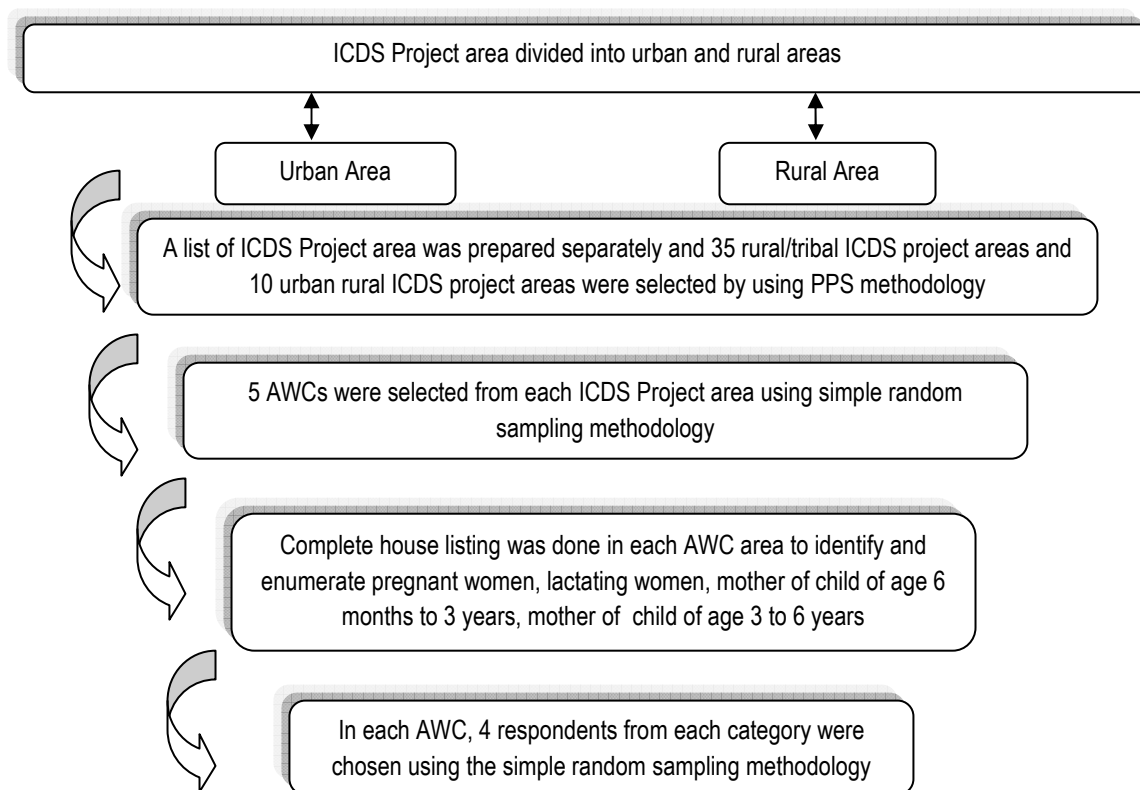 ICDS Project area divided into urban and rural areas
Urban Area
Rural Area
A list of ICDS Project area was prepared separately and 35 rural/tribal ICDS project areas and
10 urban rural ICDS project areas were selected by using PPS methodology
5 AWCs were selected from each ICDS Project area using simple random
sampling methodology
Complete house listing was done in each AWC area to identify and
enumerate pregnant women, lactating women, mother of child of age 6
months to 3 years, mother of child of age 3 to 6 years
In each AWC, 4 respondents from each category were
chosen using the simple random sampling methodology